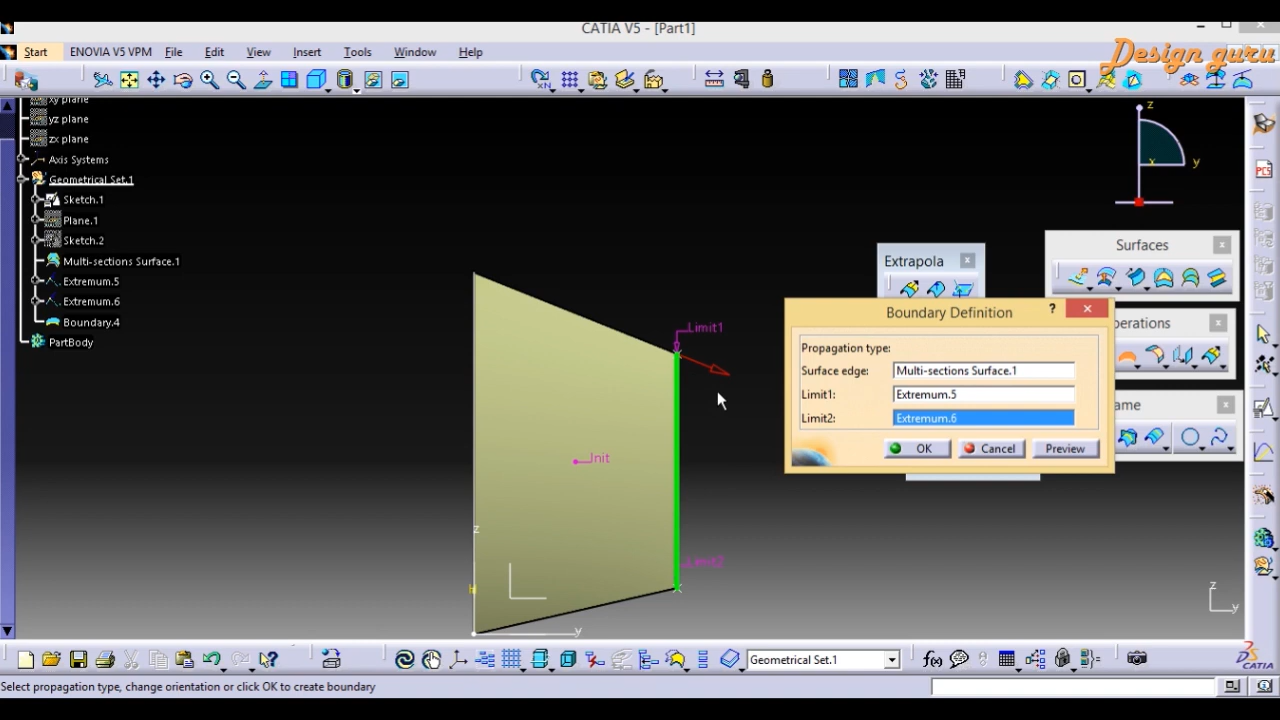 CATIA V5 - [Part1]
Start ENOVIA V5 VPM File Edit View Insert Tools Window Help
Design guru
xy plane
yz plane
zx plane
Axis Systems
Geometrical Set.1
Sketch.1
Plane.1
Sketch.2
Multi-sections Surface.1
Extremum.5
Extremum.6
Boundary.4
PartBody
z
x
y
PCS
Surfaces
Extrapola
Boundary Definition
erations
Propagation type:
Surface edge: Multi-sections Surface.1
Limit1: Extremum.5
Limit2: Extremum.6
ame
OK Cancel Preview
Limit1
Init
Limit2
z
H
y
z
y
Geometrical Set.1
f(x)
CATIA
Select propagation type, change orientation or click OK to create boundary